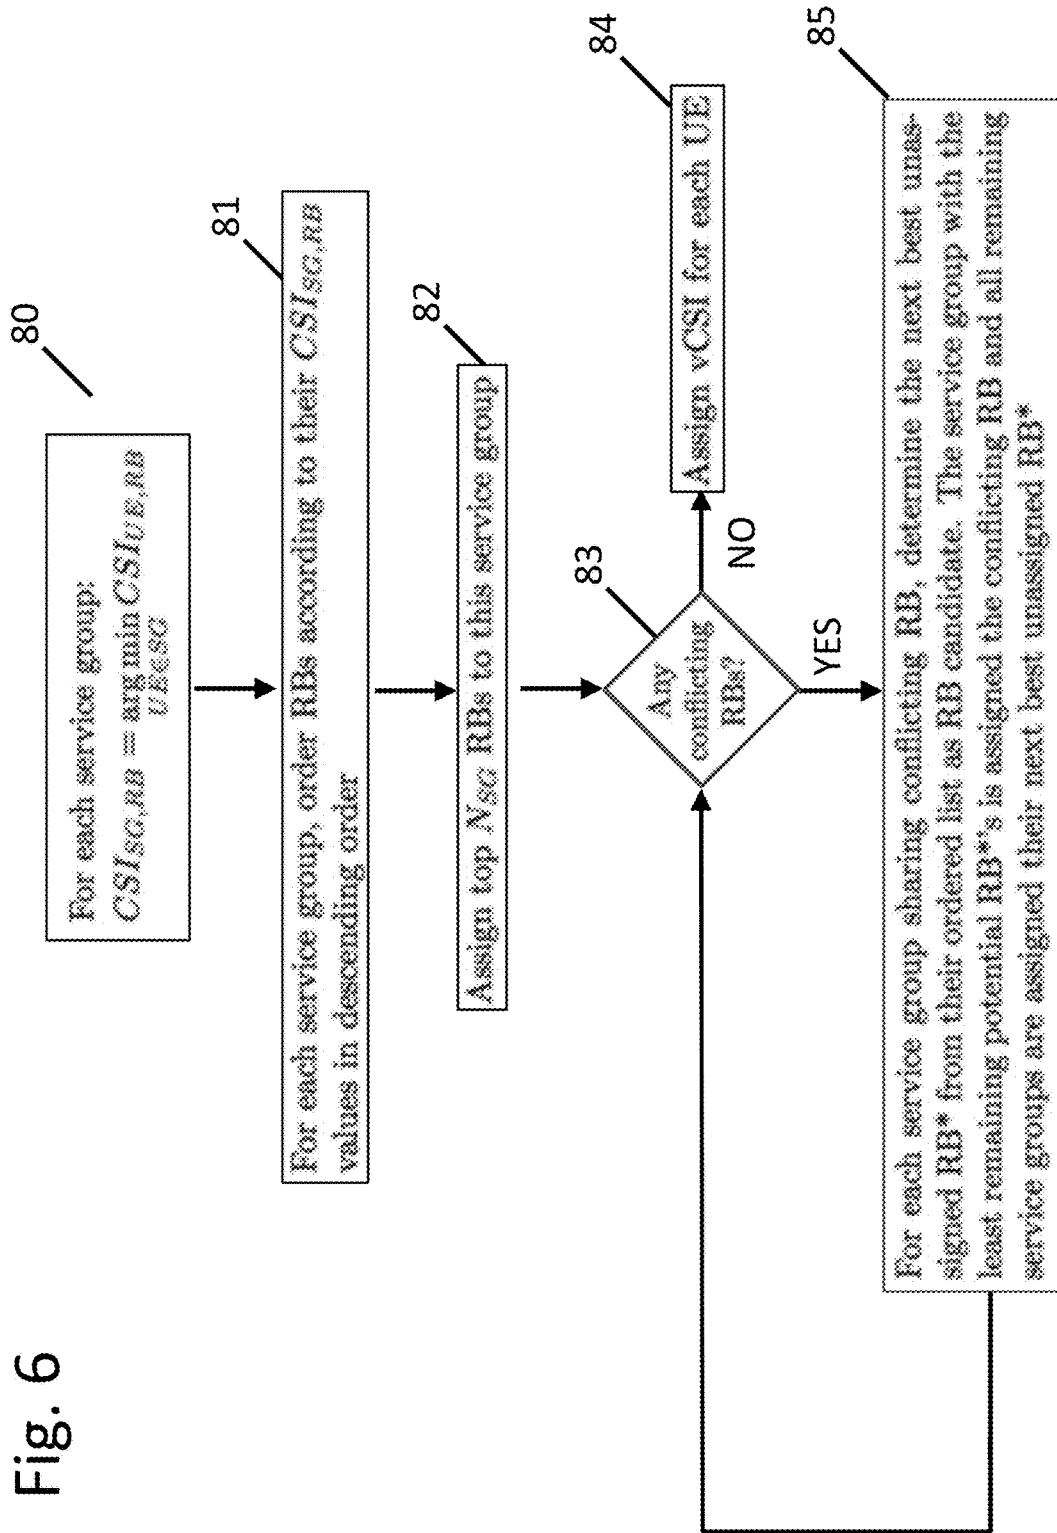 Fig. 6
80
For each service group:
CSI_{SG,RB} = arg min CSI_{UE,RB}
UE∈SG
81
For each service group, order RBs according to their CSI_{SG,RB}
values in descending order
82
Assign top N_{SG} RBs to this service group
83
Any
conflicting
RBs?
NO
84
Assign vCSI for each UE
YES
85
For each service group sharing conflicting RB, determine the next best unas-
signed RB* from their ordered list as RB candidate. The service group with the
least remaining potential RB*'s is assigned the conflicting RB and all remaining
service groups are assigned their next best unassigned RB*